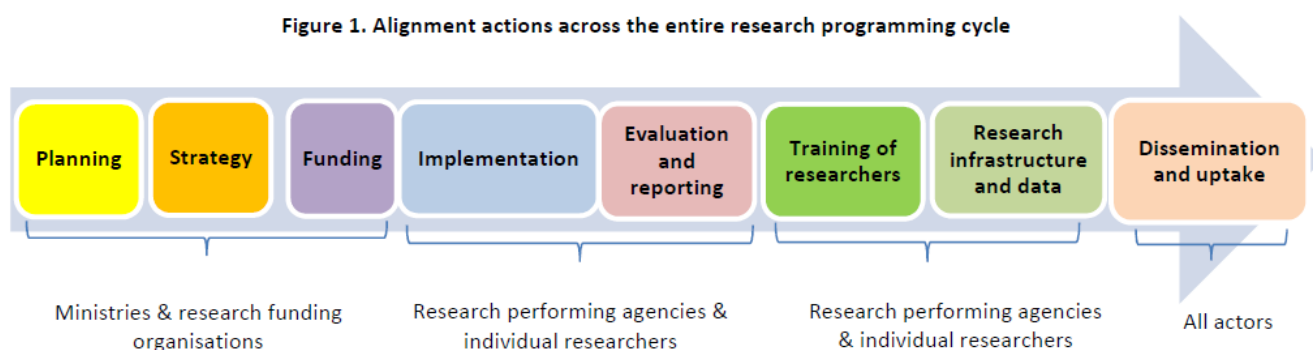 Figure 1. Alignment actions across the entire research programming cycle
Planning
Strategy
Funding
Implementation
Evaluation
and
reporting
Training of
researchers
Research
infrastructure
and data
Dissemination
and uptake
Ministries & research funding
organisations
Research performing agencies &
individual researchers
Research performing agencies
& individual researchers
All actors